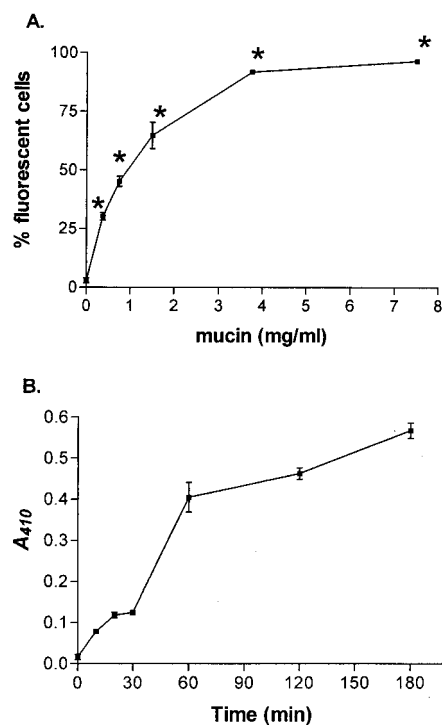 A.
100
75
50
25
0
% fluorescent cells
* * * * *
0 1 2 3 4 5 6 7 8
mucin (mg/ml)
B.
0.6
0.5
0.4
0.3
0.2
0.1
0.0
A410
0 30 60 90 120 150 180
Time (min)